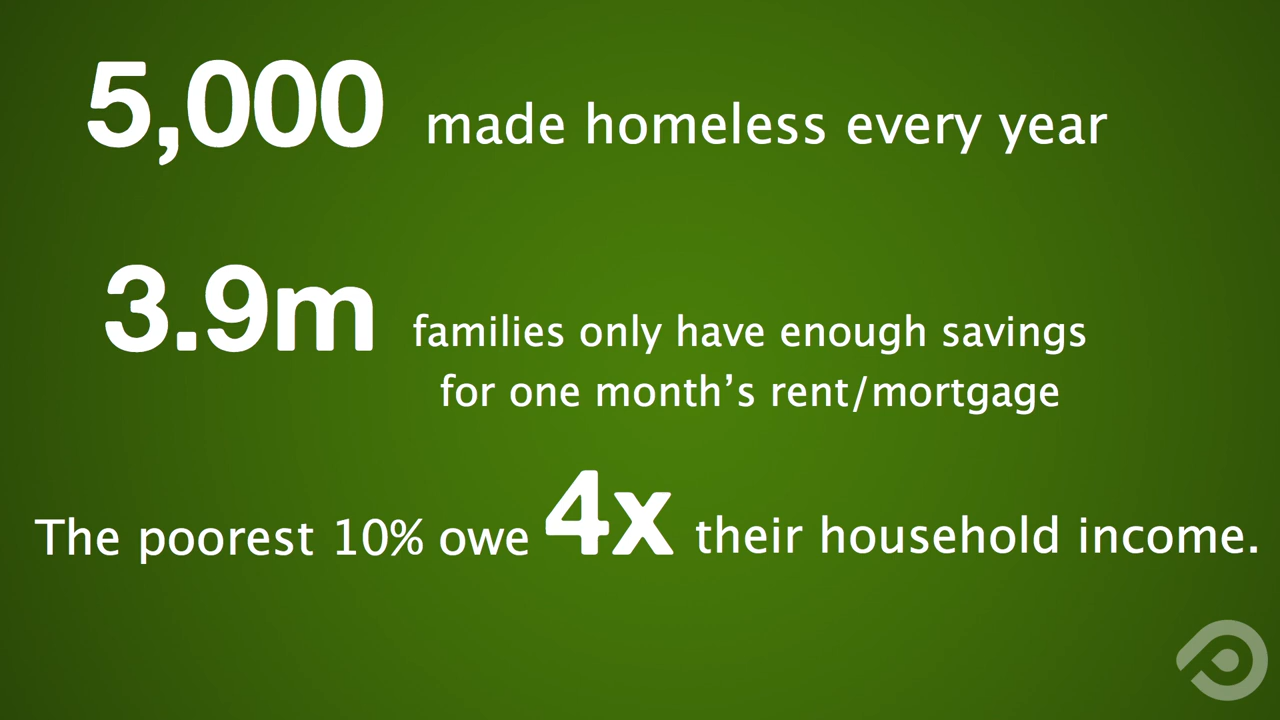 5,000 made homeless every year
3.9m families only have enough savings
for one month’s rent/mortgage
The poorest 10% owe 4x their household income.